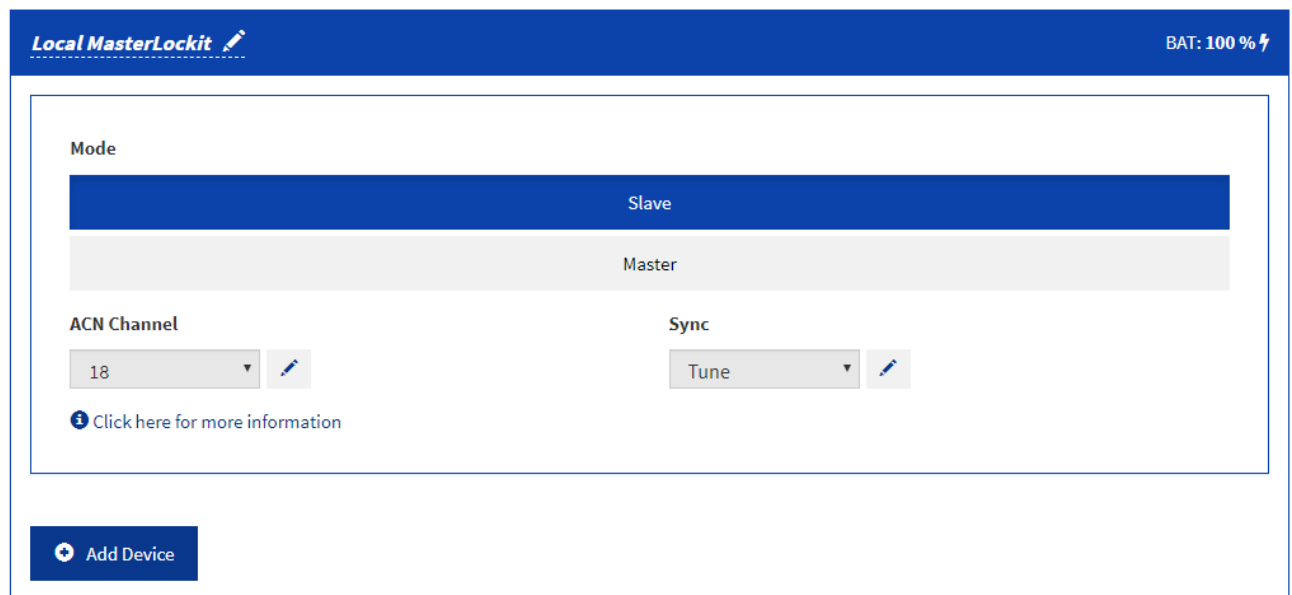 Local MasterLockit
BAT: 100 %
Mode
Slave
Master
ACN Channel
Sync
18
Tune
Click here for more information
Add Device